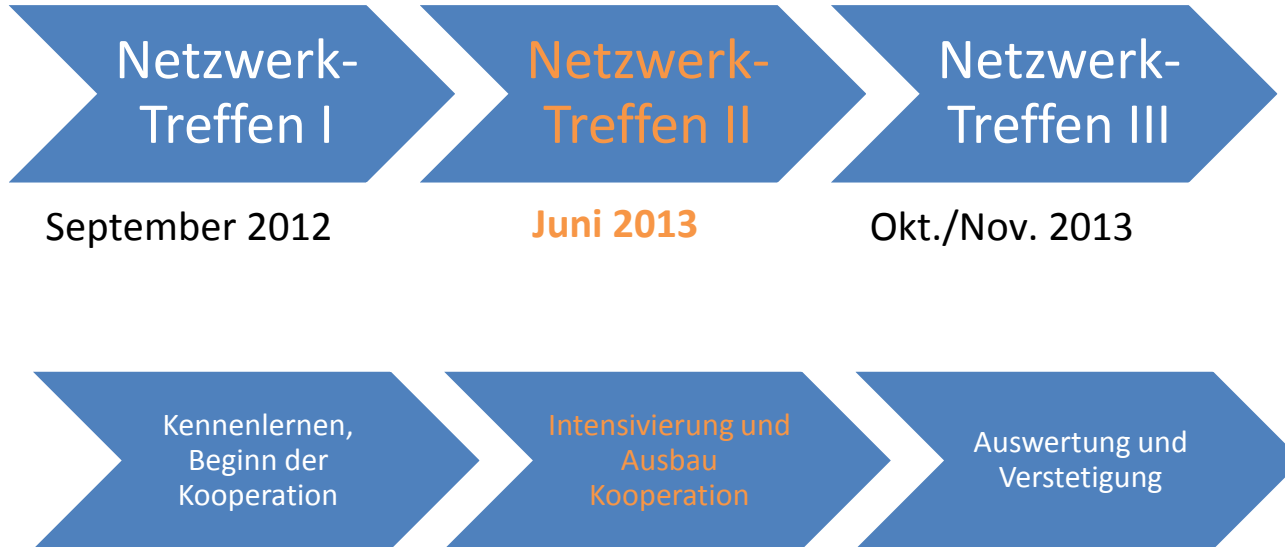 Netzwerk-
Treffen I
Netzwerk-
Treffen II
Netzwerk-
Treffen III
September 2012
Juni 2013
Okt./Nov. 2013
Kennenlernen,
Beginn der
Kooperation
Intensivierung und
Ausbau
Kooperation
Auswertung und
Verstetigung